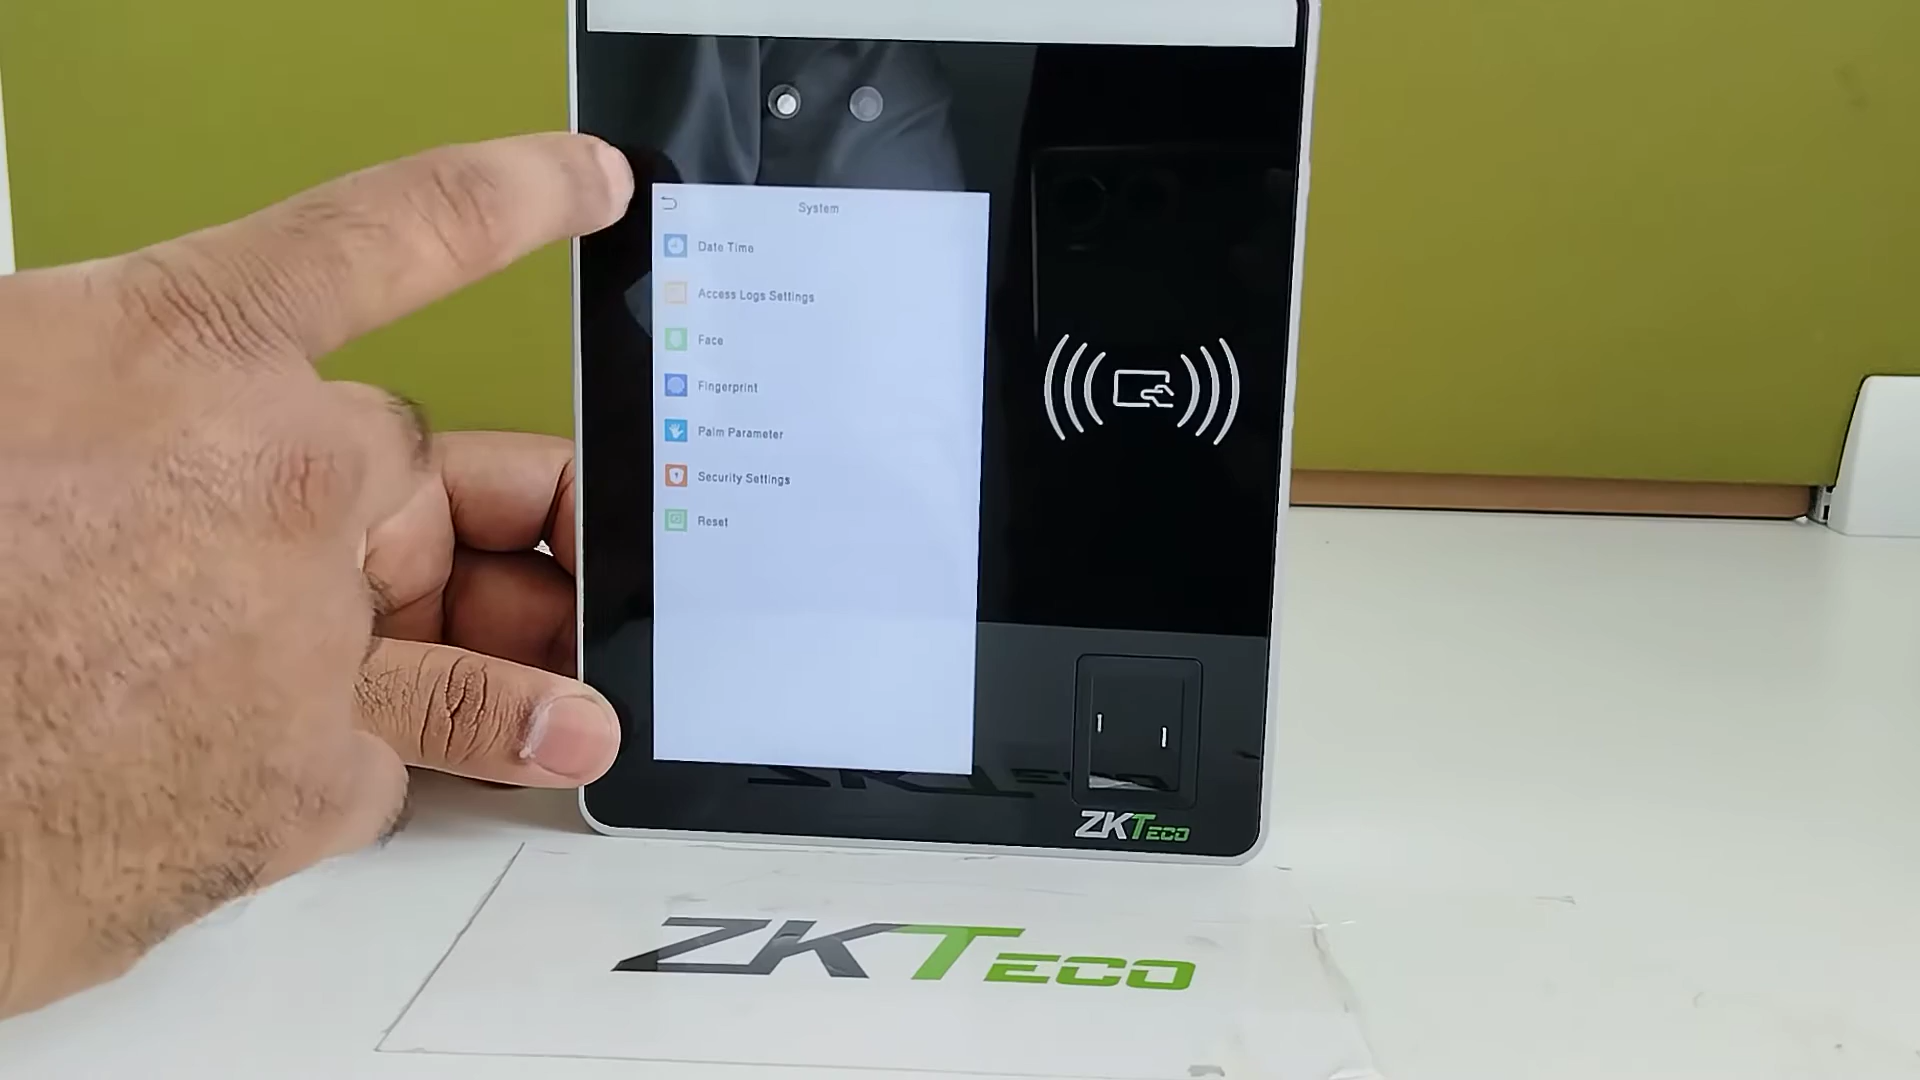 System
Date Time
Access Logs Settings
Face
Fingerprint
Palm Parameter
Security Settings
Reset
ZKTECO
ZKTECO